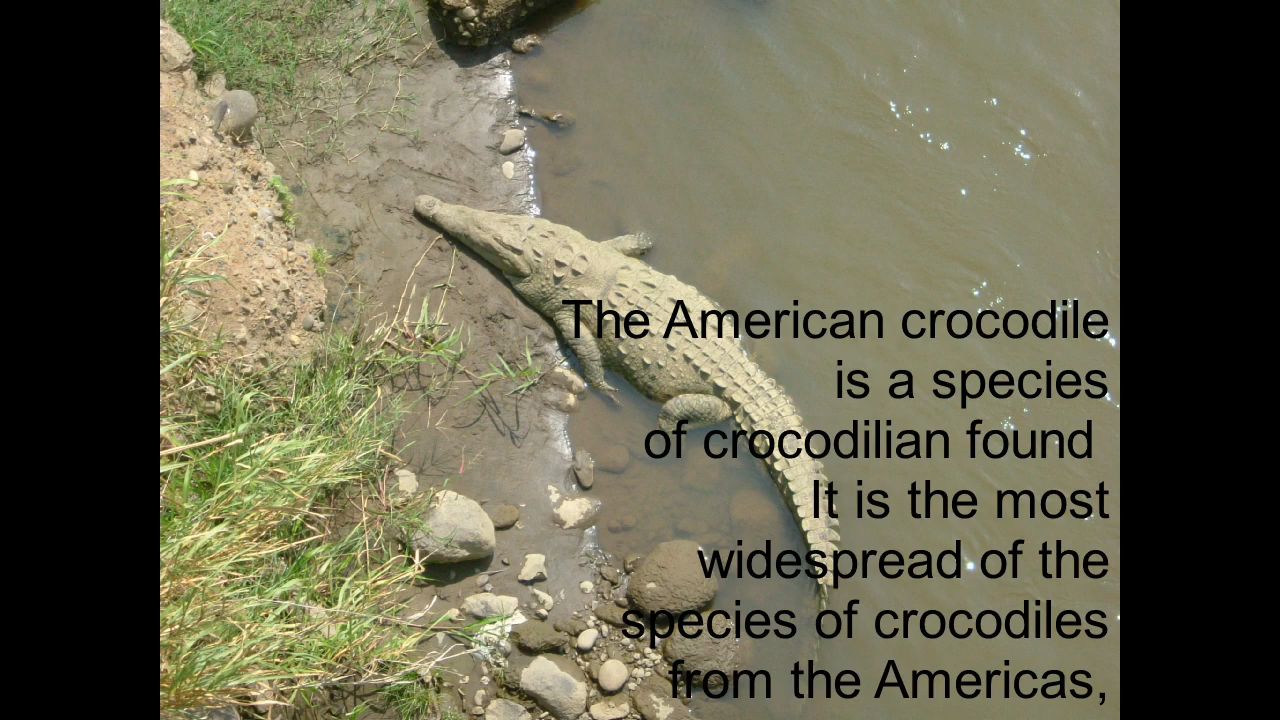 The American crocodile
is a species
of crocodilian found
It is the most
widespread of the
species of crocodiles
from the Americas,